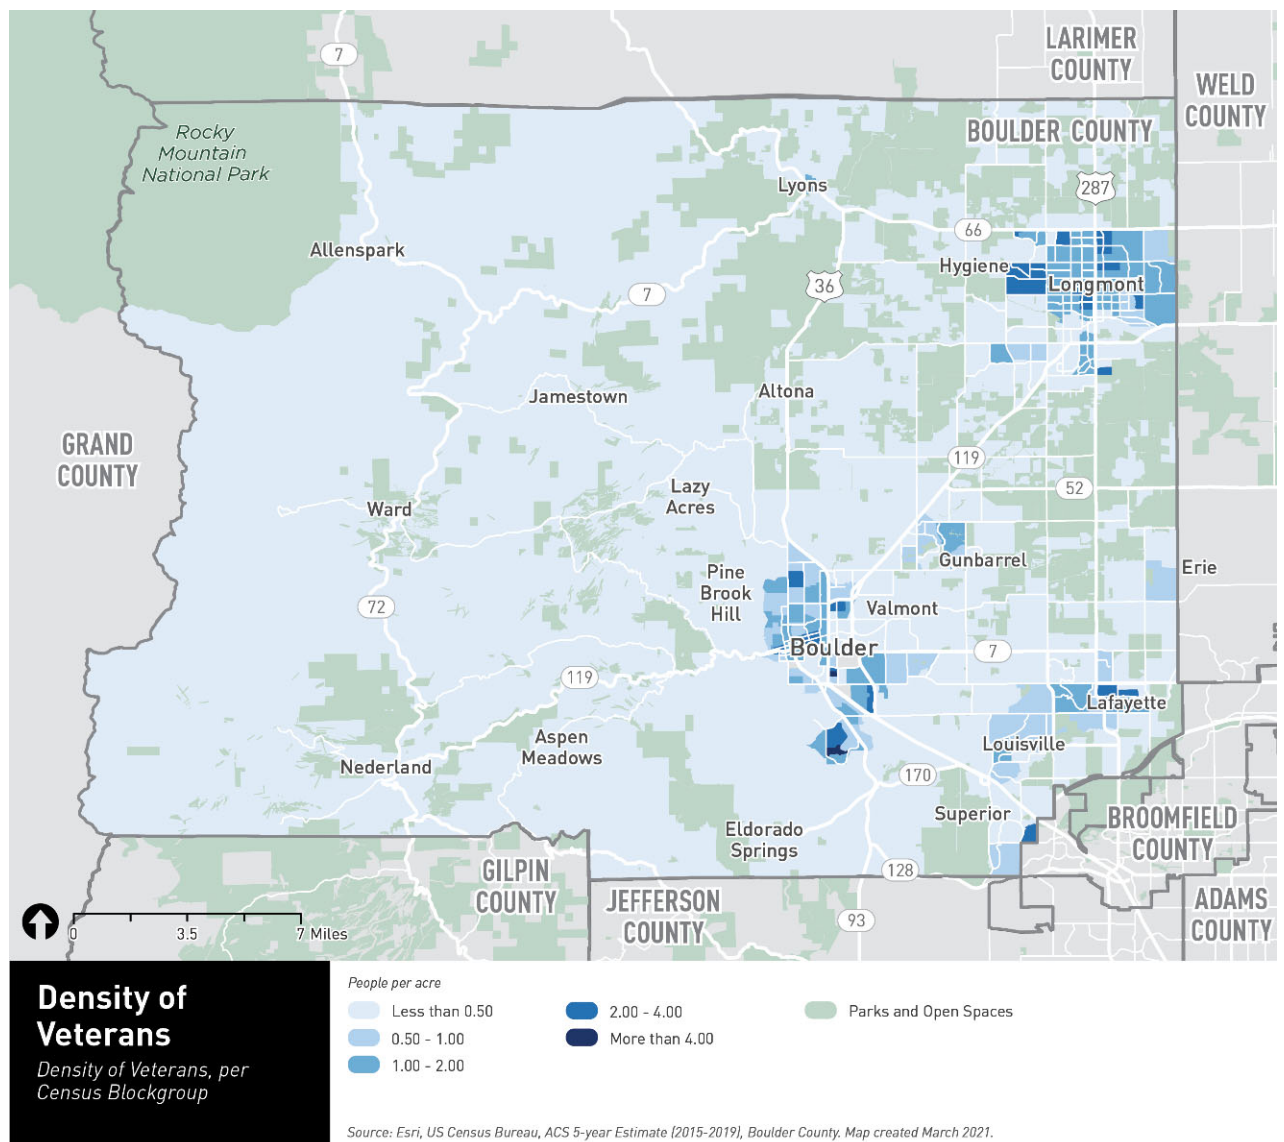 7
LARIMER
COUNTY
WELD
COUNTY
Rocky
Mountain
National Park
BOULDER COUNTY
Lyons
287
66
Allenspark
Hygiene
Longmont
7
36
Jamestown
Altona
GRAND
COUNTY
119
52
Lazy
Acres
Ward
Gunbarrel
Erie
Pine
Brook
Hill
72
Valmont
Boulder
7
119
Lafayette
Aspen
Meadows
Louisville
Nederland
170
Superior
BROOMFIELD
COUNTY
Eldorado
Springs
GILPIN
COUNTY
128
JEFFERSON
COUNTY
93
ADAMS
COUNTY
0 3.5 7 Miles
Density of
Veterans
Density of Veterans, per
Census Blockgroup
People per acre
Less than 0.50
0.50 - 1.00
1.00 - 2.00
2.00 - 4.00
More than 4.00
Parks and Open Spaces
Source: Esri, US Census Bureau, ACS 5-year Estimate (2015-2019), Boulder County. Map created March 2021.